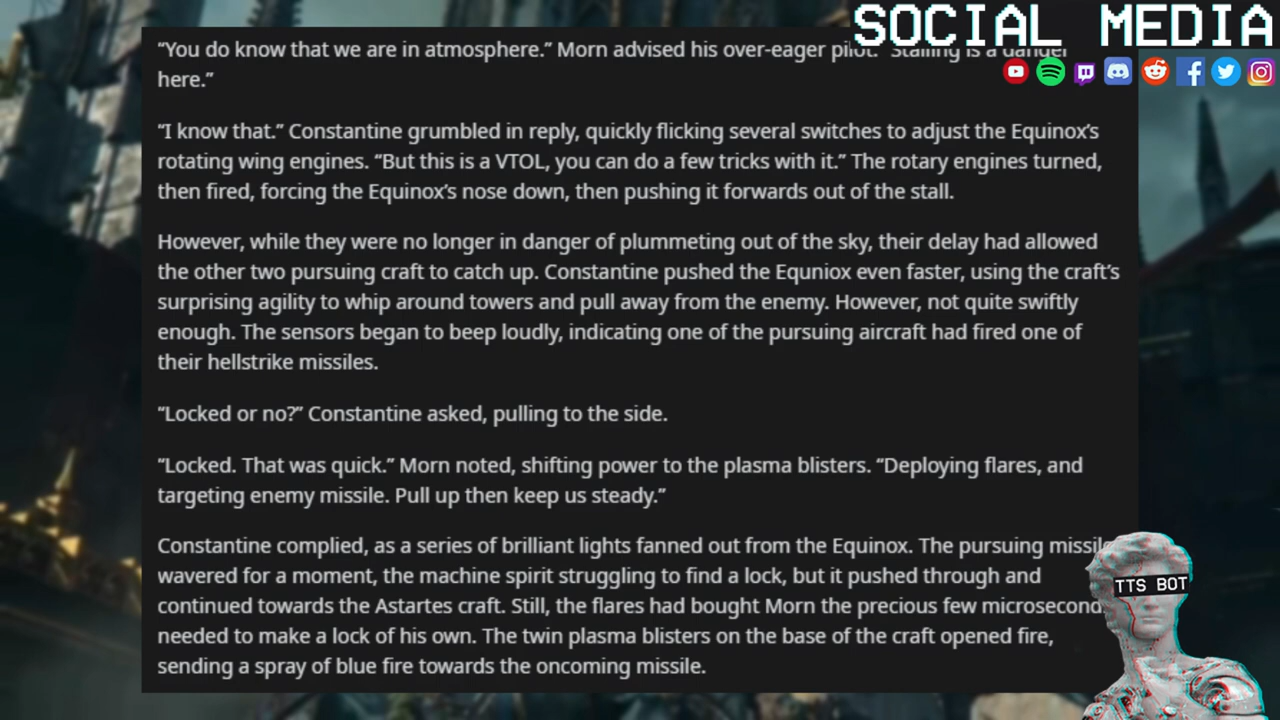 SOCIAL MEDIA
“You do know that we are in atmosphere.” Morn advised his over-eager pilot. “Stalling is a danger
here.”
“I know that.” Constantine grumbled in reply, quickly flicking several switches to adjust the Equinox’s
rotating wing engines. “But this is a VTOL, you can do a few tricks with it.” The rotary engines turned,
then fired, forcing the Equinox’s nose down, then pushing it forwards out of the stall.
However, while they were no longer in danger of plummeting out of the sky, their delay had allowed
the other two pursuing craft to catch up. Constantine pushed the Equniox even faster, using the craft’s
surprising agility to whip around towers and pull away from the enemy. However, not quite swiftly
enough. The sensors began to beep loudly, indicating one of the pursuing aircraft had fired one of
their hellstrike missiles.
“Locked or no?” Constantine asked, pulling to the side.
“Locked. That was quick.” Morn noted, shifting power to the plasma blisters. “Deploying flares, and
targeting enemy missile. Pull up then keep us steady.”
Constantine complied, as a series of brilliant lights fanned out from the Equinox. The pursuing missile
wavered for a moment, the machine spirit struggling to find a lock, but it pushed through and
continued towards the Astartes craft. Still, the flares had bought Morn the precious few microseconds
needed to make a lock of his own. The twin plasma blisters on the base of the craft opened fire,
sending a spray of blue fire towards the oncoming missile.
TTS BOT